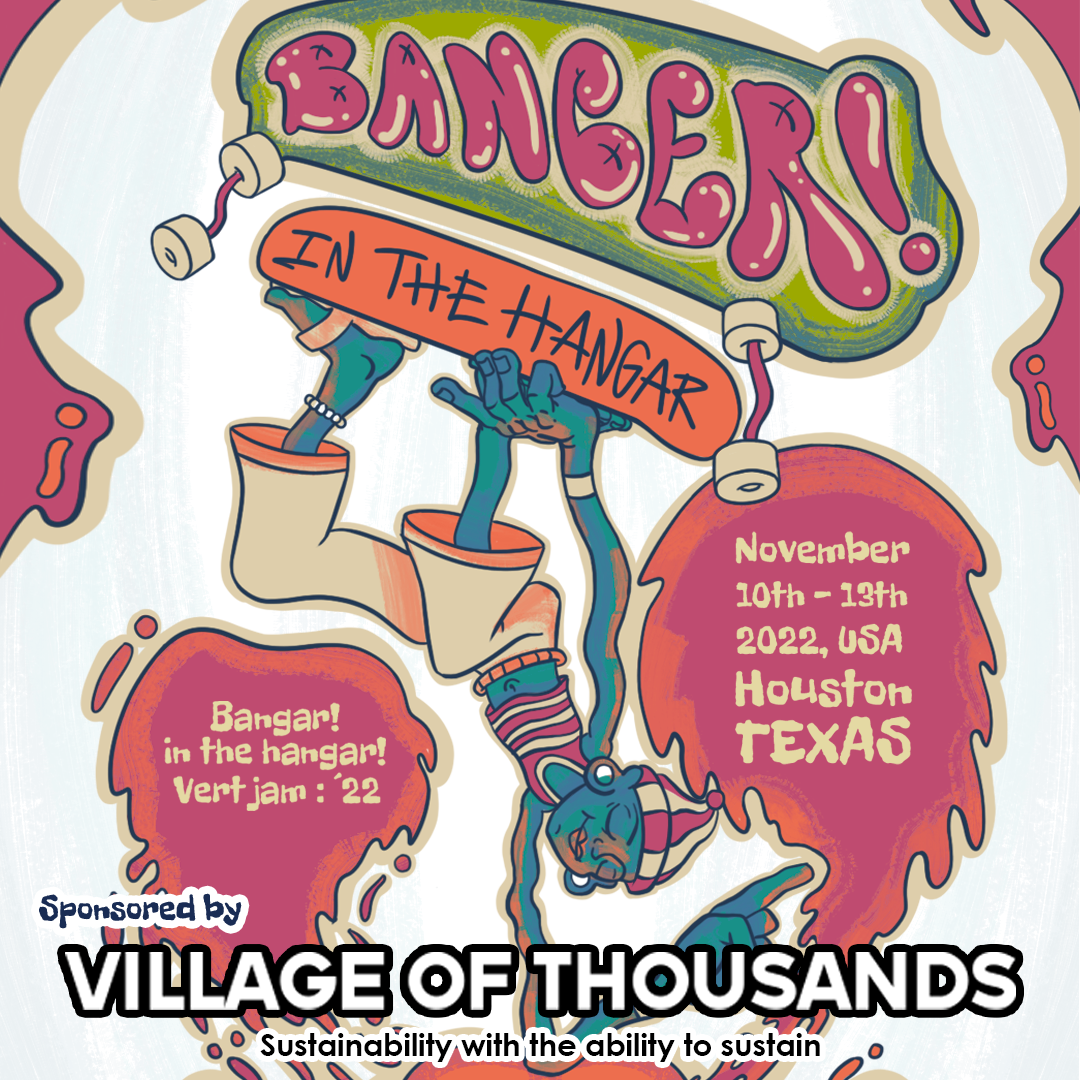 BANGER!
IN THE HANGAR
November
10th - 13th
2022, USA
Houston
TEXAS
Bangar!
in the hangar!
Vert jam : ´22
Sponsored by
VILLAGE OF THOUSANDS
Sustainability with the ability to sustain